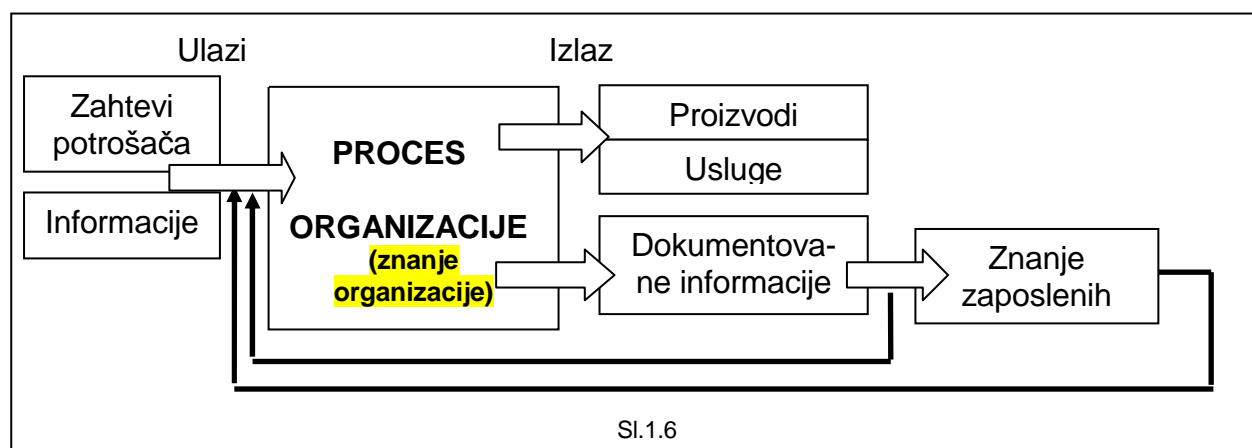 Ulazi
Izlaz
Zahtevi
potrošača
Informacije
PROCES
ORGANIZACIJE
(znanje
organizacije)
Proizvodi
Usluge
Dokumentova-
ne informacije
Znanje
zaposlenih
Sl.1.6